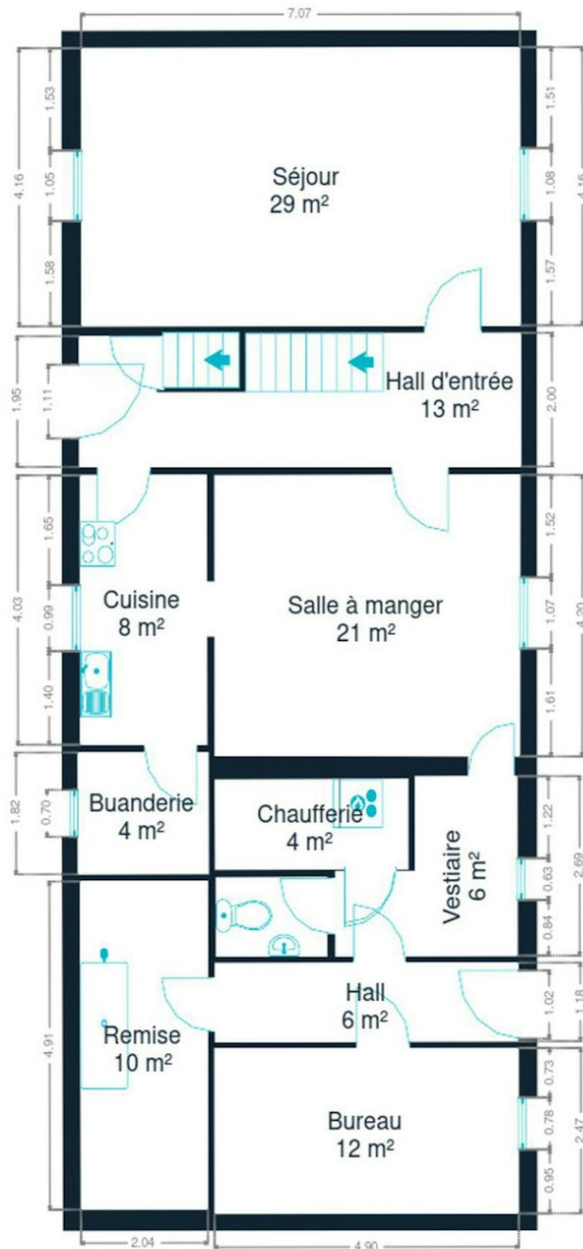 7.07
1.53
1.05
1.58
4.16
1.51
1.08
1.57
4.16
Séjour
29 m²
Hall d'entrée
13 m²
1.95
1.11
2.00
Cuisine
8 m²
4.03
1.65
0.99
1.40
Salle à manger
21 m²
1.52
1.07
1.61
4.20
Buanderie
4 m²
1.82
0.70
Chaufferie
4 m²
Vestiaire
6 m²
1.22
0.63
0.84
2.69
Hall
6 m²
1.02
1.18
Remise
10 m²
4.91
Bureau
12 m²
0.73
0.78
0.95
2.47
2.04
4.90